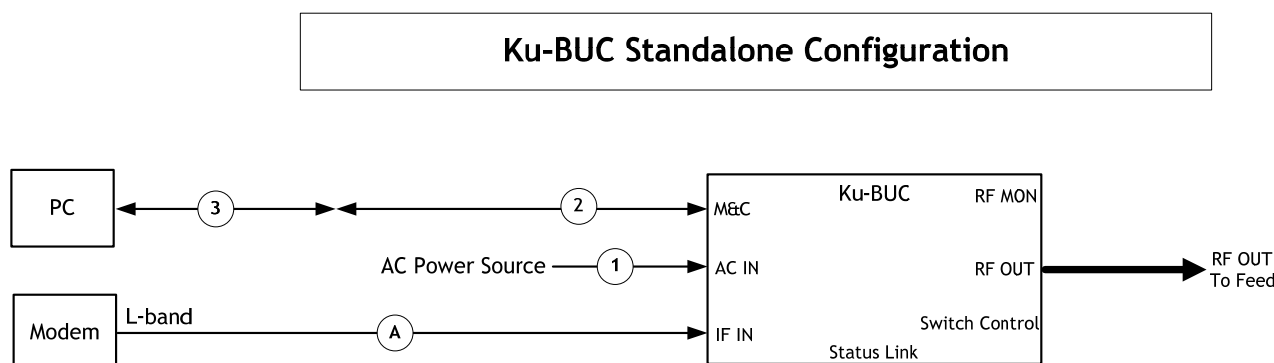 Ku-BUC Standalone Configuration
PC
3
2
M&C
Ku-BUC
RF MON
AC Power Source
1
AC IN
RF OUT
RF OUT
To Feed
Modem
L-band
A
IF IN
Switch Control
Status Link